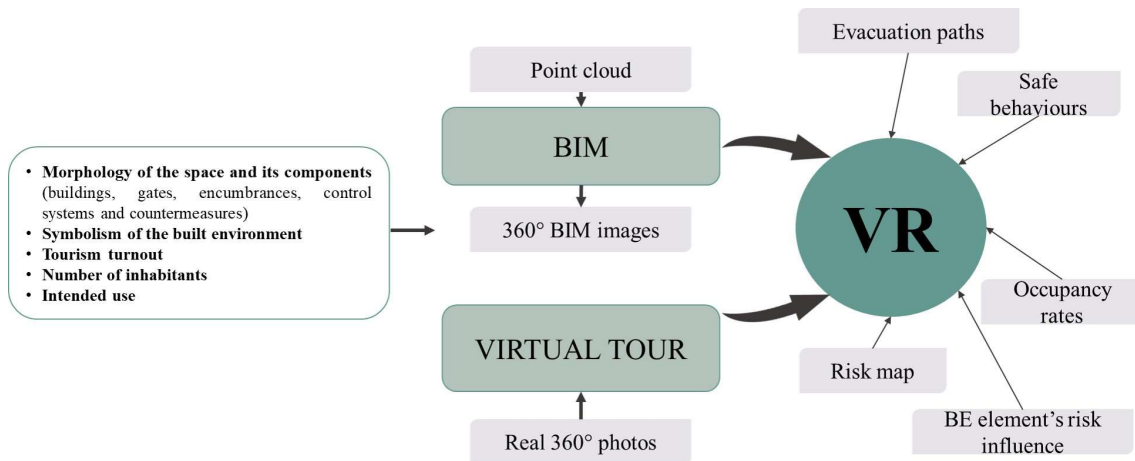 Morphology of the space and its components
(buildings, gates, encumbrances, control
systems and countermeasures)
Symbolism of the built environment
Tourism turnout
Number of inhabitants
Intended use
Point cloud
BIM
360° BIM images
VIRTUAL TOUR
Real 360° photos
VR
Evacuation paths
Safe
behaviours
Occupancy
rates
BE element's risk
influence
Risk map